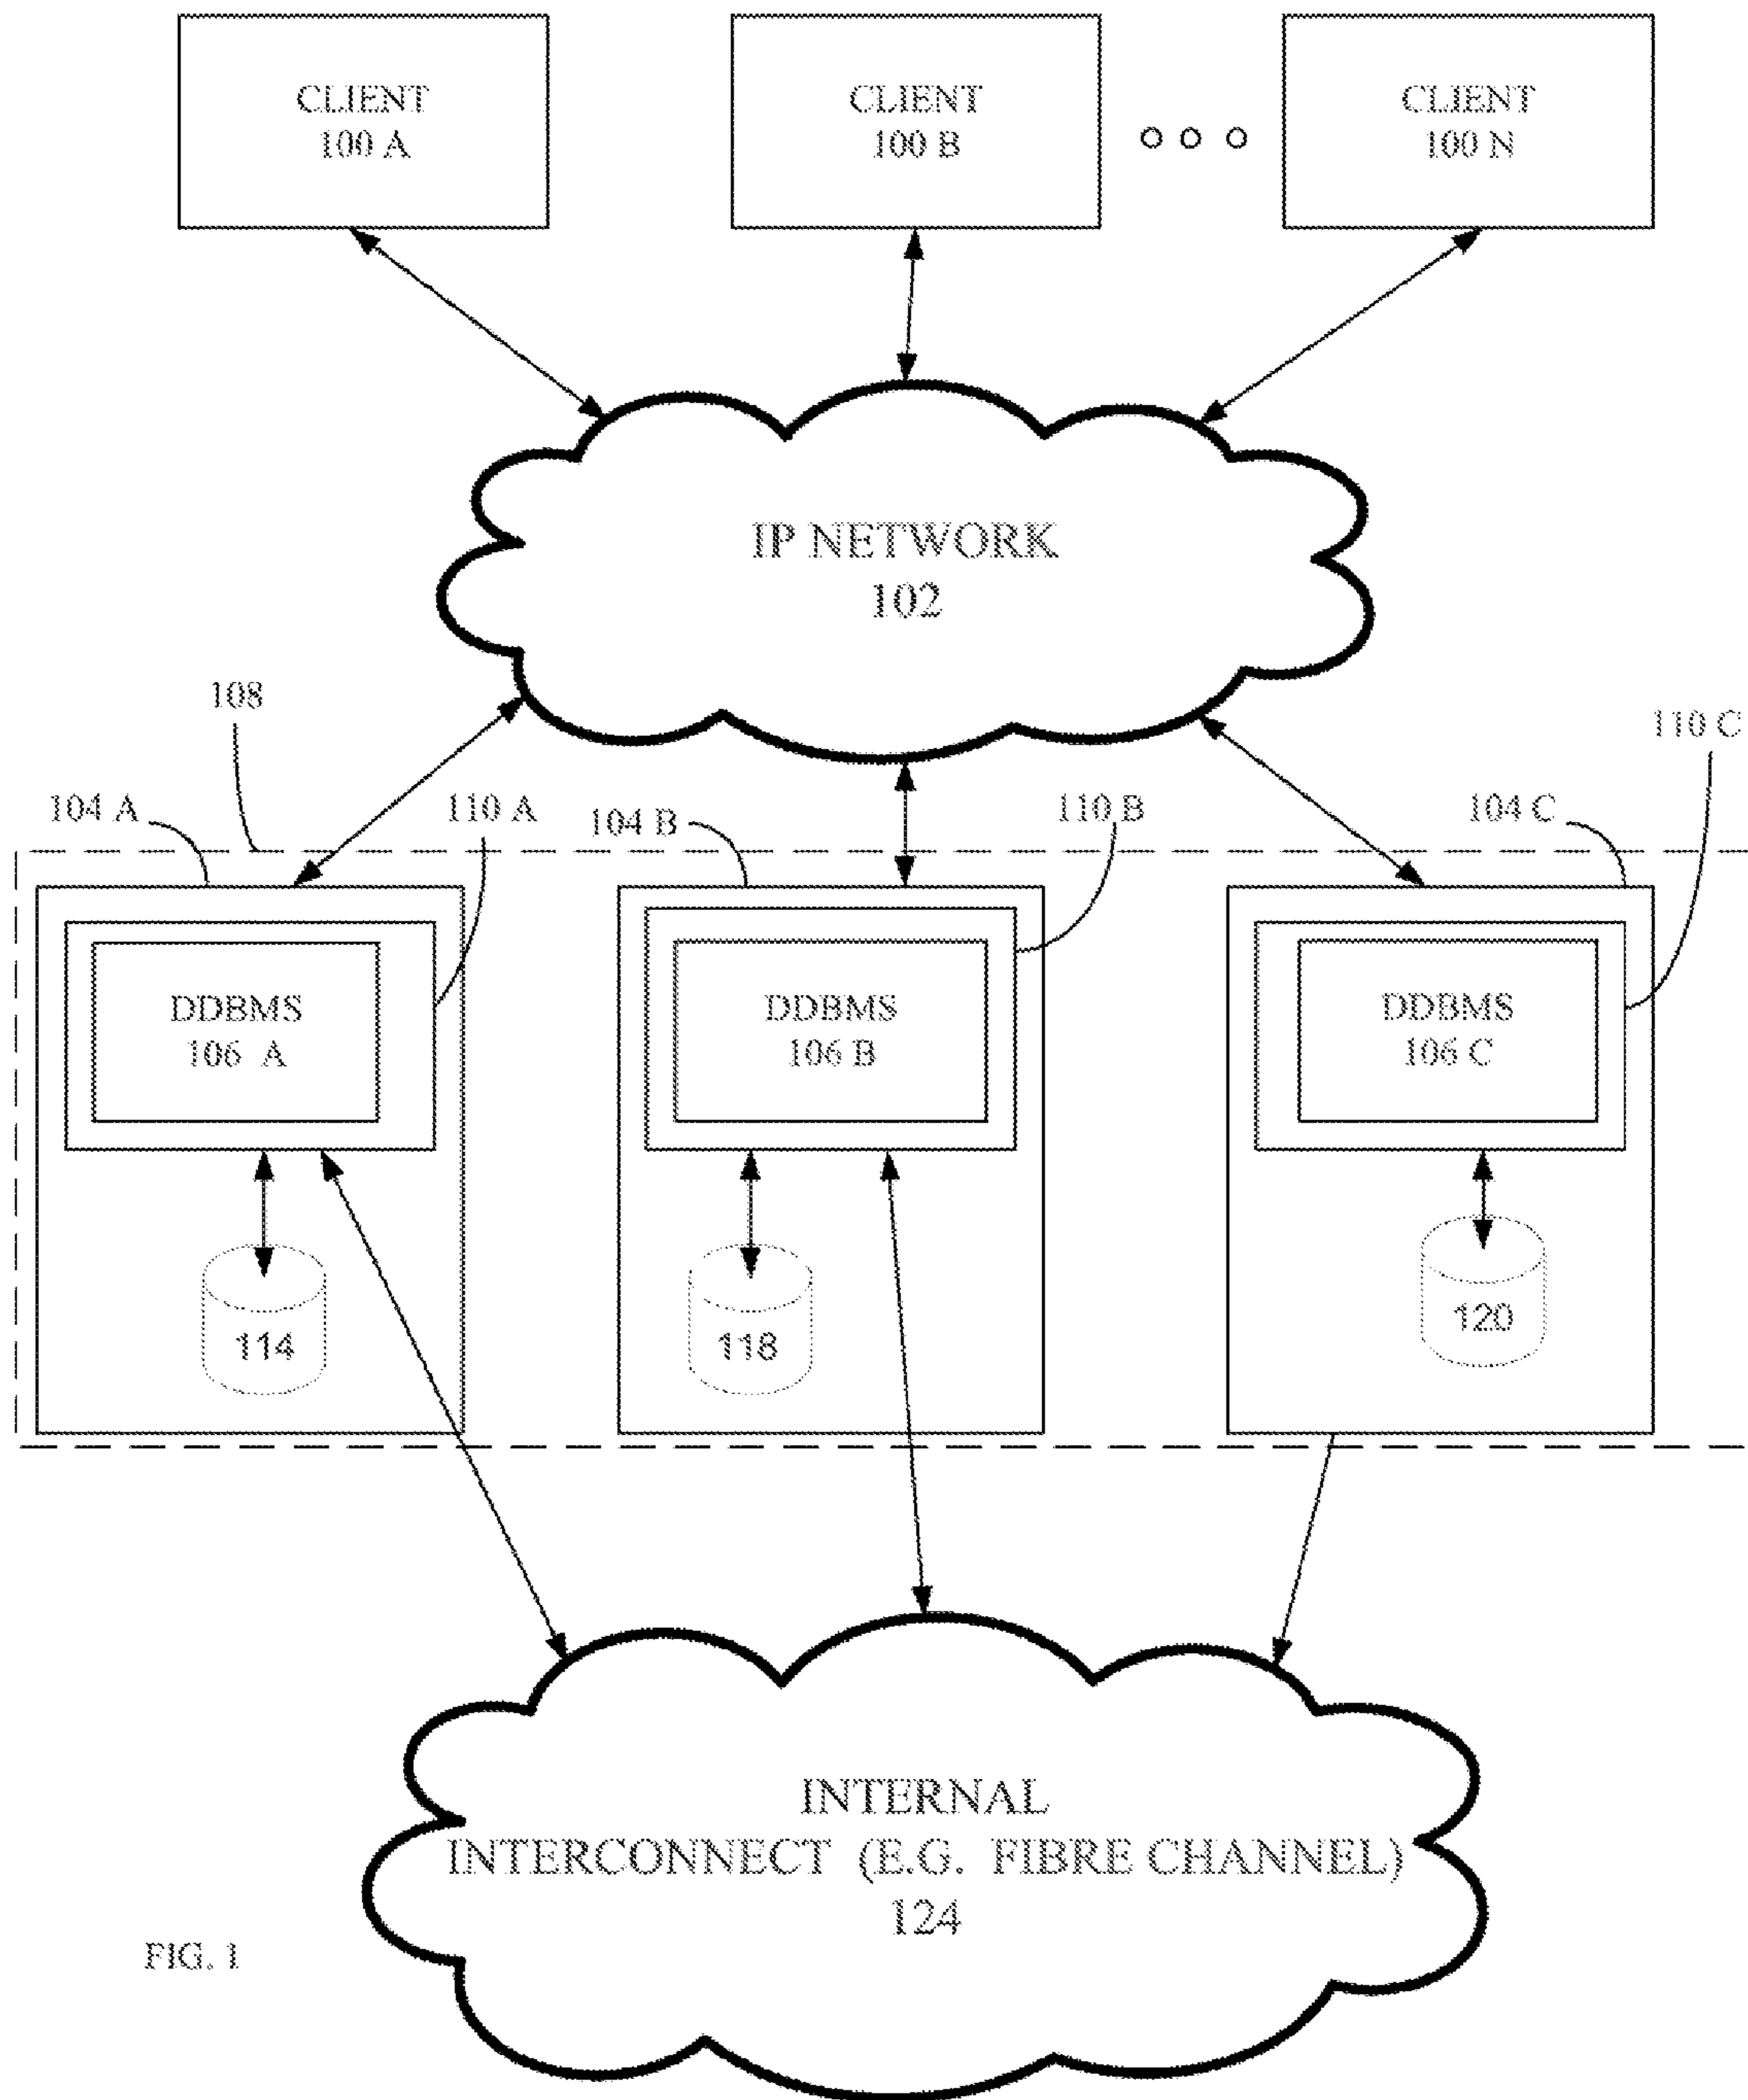 CLIENT
100 A
CLIENT
100 B
CLIENT
100 N
IP NETWORK
102
108
110 C
104 A
110 A
104 B
110 B
104 C
DDBMS
106 A
DDBMS
106 B
DDBMS
106 C
114
118
120
INTERNAL
INTERCONNECT (E.G. FIBRE CHANNEL)
124
FIG. 1